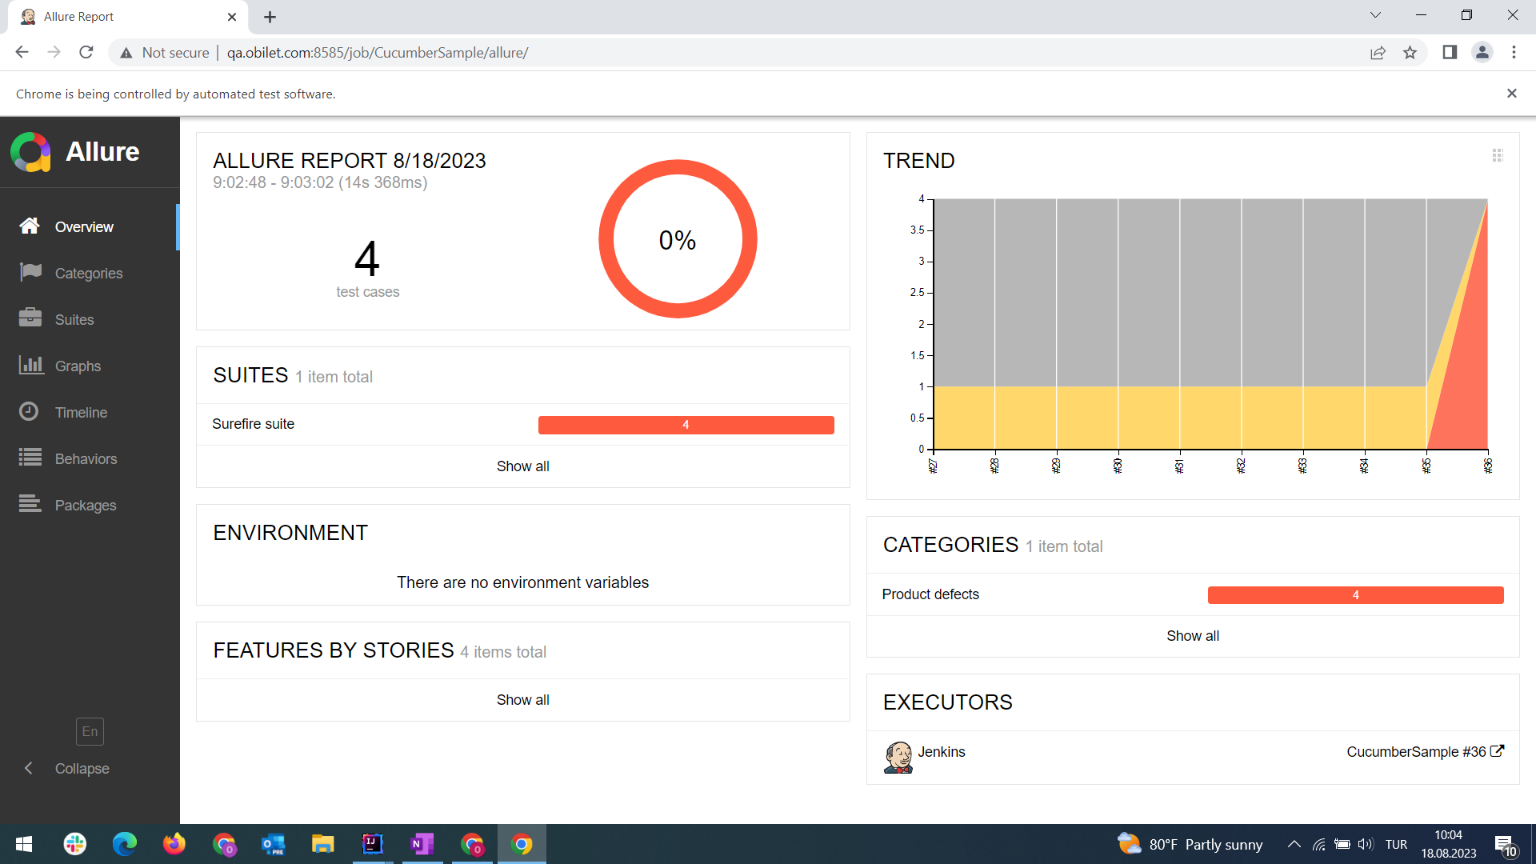 Allure Report
Not secure | qa.obilet.com:8585/job/CucumberSample/allure/
Chrome is being controlled by automated test software.
Allure
Overview
Categories
Suites
Graphs
Timeline
Behaviors
Packages
En
Collapse
ALLURE REPORT 8/18/2023
9:02:48 - 9:03:02 (14s 368ms)
4
test cases
0%
SUITES 1 item total
Surefire suite 4
Show all
ENVIRONMENT
There are no environment variables
FEATURES BY STORIES 4 items total
Show all
TREND
4
3.5
3
2.5
2
1.5
1
0.5
0
#27 #28 #29 #30 #31 #32 #33 #34 #35 #36
CATEGORIES 1 item total
Product defects 4
Show all
EXECUTORS
Jenkins CucumberSample #36
80°F Partly sunny
TUR
10:04
18.08.2023
10